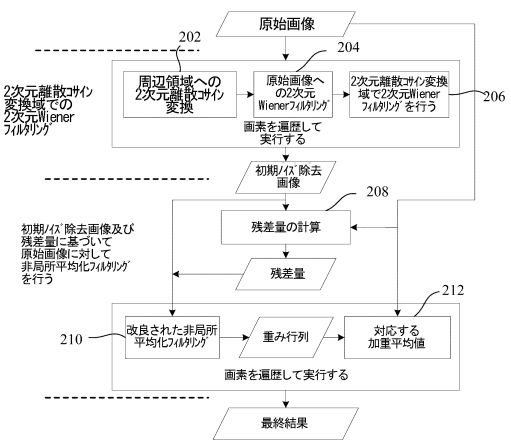 原始画像
202
204
周辺領域への
2次元離散コサイン
変換
原始画像へ
の2次元
Wienerフィルタリング
2次元離散コサイン変換
域で2次元Wiener
フィルタリングを行う
206
2次元離散コサイン
変換域での
2次元Wiener
フィルタリング
画素を遍歴して
実行する
初期ノイズ除去
画像
208
残差量の計算
初期ノイズ除去画像及び
残差量に基づいて
原始画像に対して
非局所平均化フィルタリング
を行う
残差量
212
210
改良された非局所
平均化フィルタリング
重み行列
対応する
加重平均値
画素を遍歴して実行する
最終結果